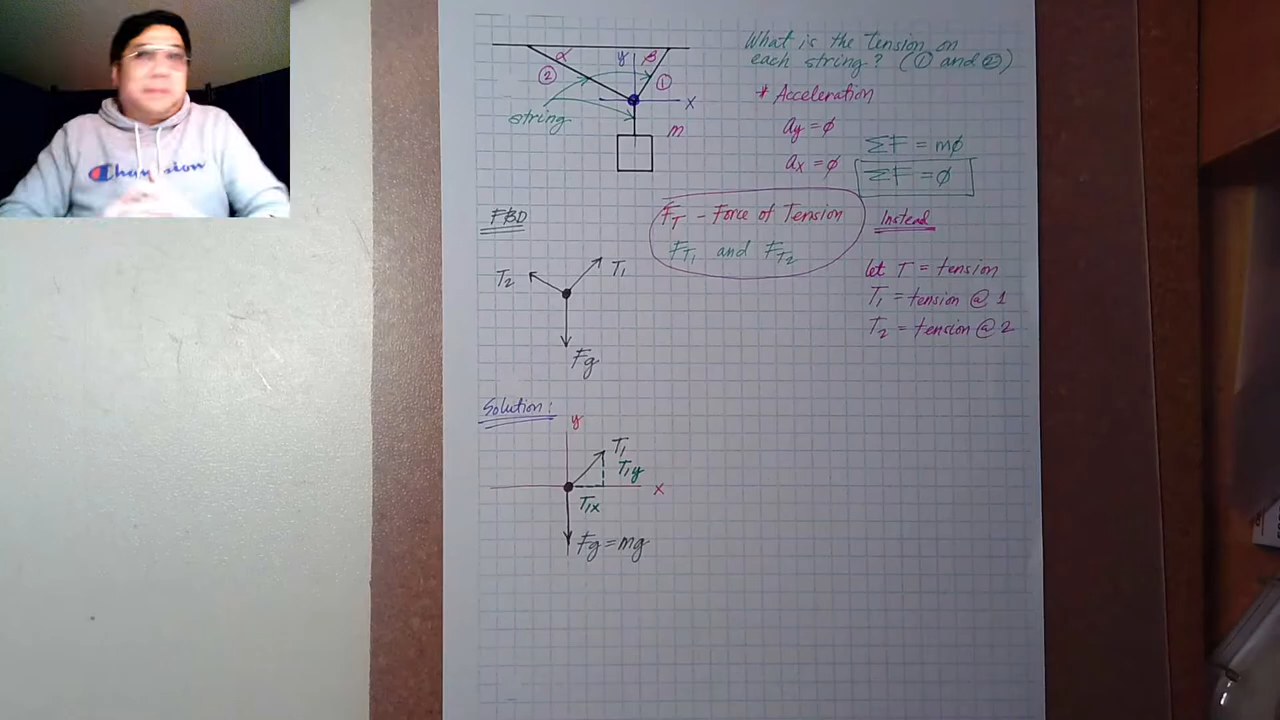 Champion
α
y
β
②
①
x
string
m
What is the tension on
each string? (① and ②)
* Acceleration
ay = ø
ax = ø
ΣF = mø
ΣF = ø
FBD
FT - Force of Tension
FT1 and FT2
Instead
let T = tension
T1 = tension @ 1
T2 = tension @ 2
T2
T1
Fg
Solution:
y
T1
T1y
x
T1x
Fg = mg